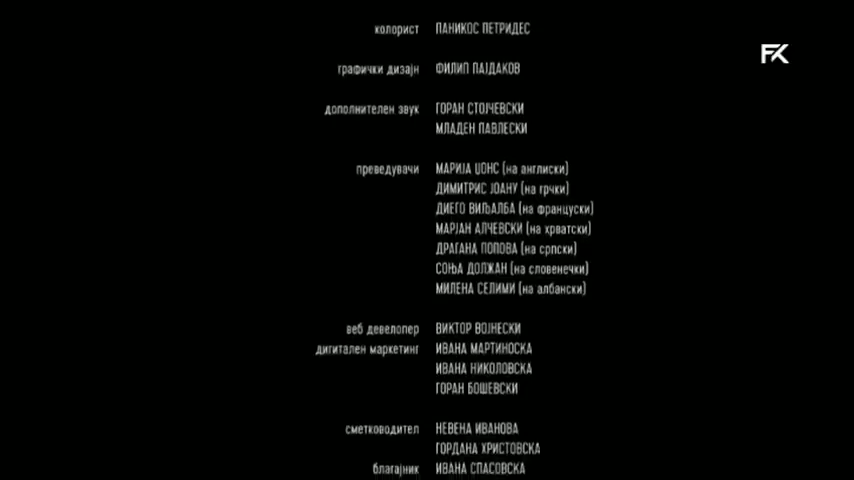 колорист ПАНИКОС ПЕТРИДЕС
FK
графички дизајн ФИЛИП ПАЈДАКОВ
дополнителен звук ГОРАН СТОЈЧЕВСКИ
МЛАДЕН ПАВЛЕСКИ
преведувачи МАРИЈА ЏОНС (на англиски)
ДИМИТРИС ЈОАНУ (на грчки)
ДИЕГО ВИЉАЛБА (на француски)
МАРЈАН АЛЧЕВСКИ (на хрватски)
ДРАГАНА ПОПОВА (на српски)
СОЊА ДОЛЖАН (на словенечки)
МИЛЕНА СЕЛИМИ (на албански)
веб девелопер ВИКТОР ВОЈНЕСКИ
дигитален маркетинг ИВАНА МАРТИНОСКА
ИВАНА НИКОЛОВСКА
ГОРАН БОШЕВСКИ
сметководител НЕВЕНА ИВАНОВА
ГОРДАНА ХРИСТОВСКА
благајник ИВАНА СПАСОВСКА